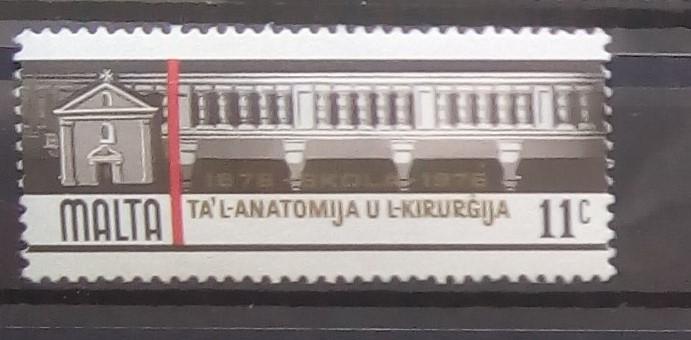 1676 SKOLA 1976
MALTA TA' L-ANATOMIJA U L-KIRURĠIJA 11C